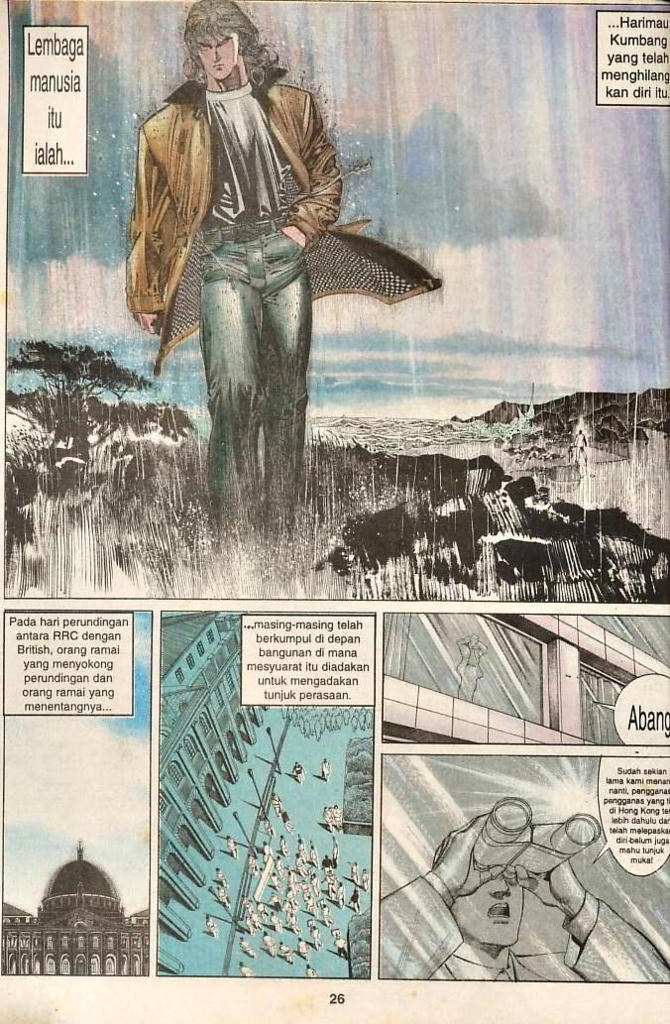 Lembaga
manusia
itu
ialah...
...Harimau
Kumbang
yang telah
menghilang
kan diri itu.
Pada hari perundingan
antara RRC dengan
British, orang ramai
yang menyokong
perundingan dan
orang ramai yang
menentangnya...
...masing-masing telah
berkumpul di depan
bangunan di mana
mesyuarat itu diadakan
untuk mengadakan
tunjuk perasaan.
Abang
Sudah sekian
lama kami menan
nanti, pengganas
pengganas yang
di Hong Kong
lebih dahulu dan
telah melepaskan
diri belum juga
mahu tunjuk
muka!
26